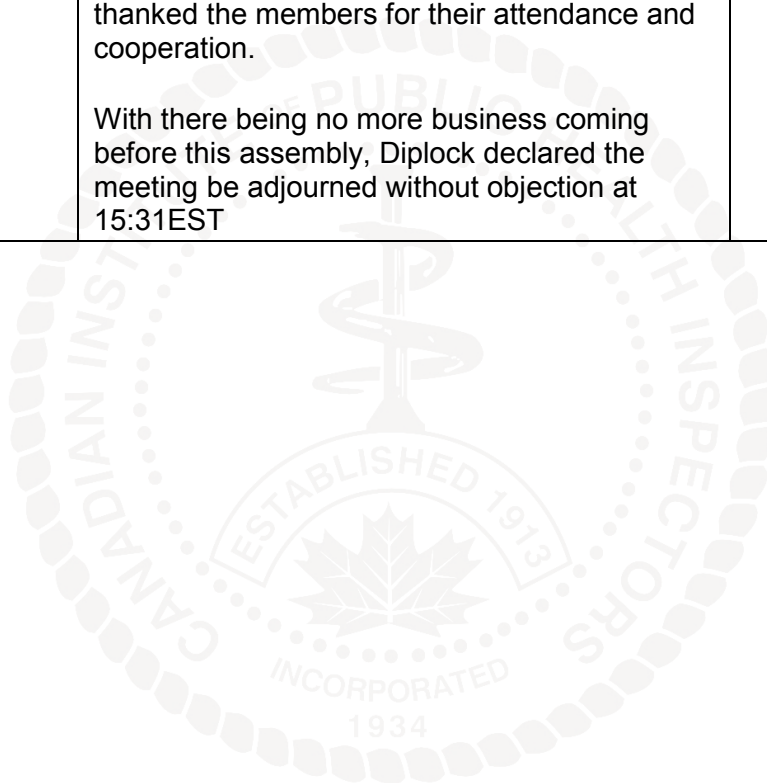 thanked the members for their attendance and
cooperation.
With there being no more business coming
before this assembly, Diplock declared the
meeting be adjourned without objection at
15:31EST
CANADIAN INSTITUTE OF PUBLIC HEALTH INSPECTORS
ESTABLISHED 1913
INCORPORATED
1934